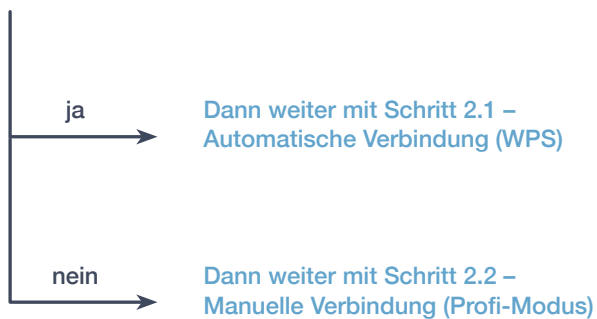 ja
Dann weiter mit Schritt 2.1 –
Automatische Verbindung (WPS)
nein
Dann weiter mit Schritt 2.2 –
Manuelle Verbindung (Profi-Modus)